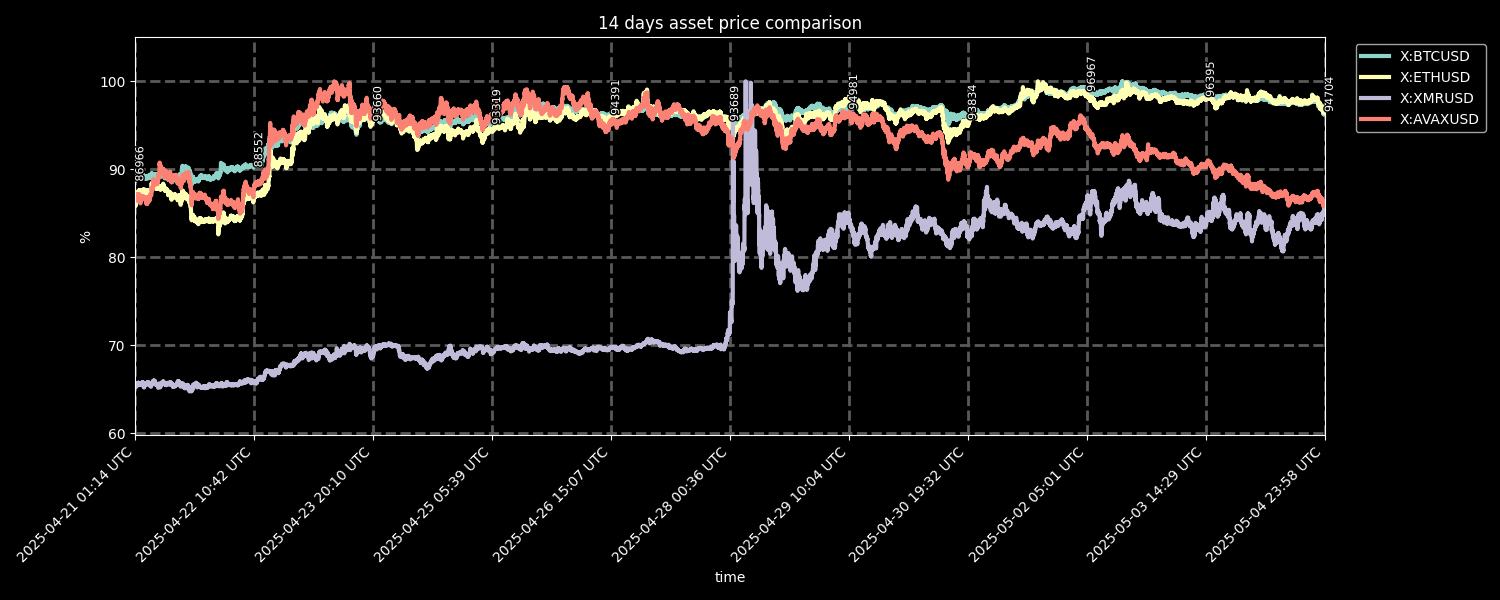 14 days asset price comparison
X:BTCUSD
X:ETHUSD
X:XMRUSD
X:AVAXUSD
100
90
80
70
60
%
86966
88552
93660
93319
94391
93689
94981
93834
96967
96395
94704
2025-04-21 01:14 UTC
2025-04-22 10:42 UTC
2025-04-23 20:10 UTC
2025-04-25 05:39 UTC
2025-04-26 15:07 UTC
2025-04-28 00:36 UTC
2025-04-29 10:04 UTC
2025-04-30 19:32 UTC
2025-05-02 05:01 UTC
2025-05-03 14:29 UTC
2025-05-04 23:58 UTC
time